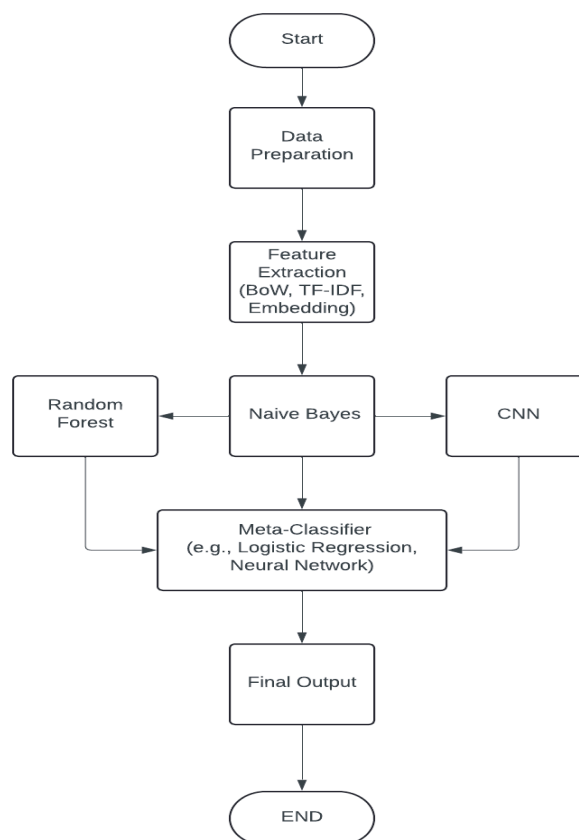 Start
Data
Preparation
Feature
Extraction
(BoW, TF-IDF,
Embedding)
Random
Forest
Naive Bayes
CNN
Meta-Classifier
(e.g., Logistic Regression,
Neural Network)
Final Output
END